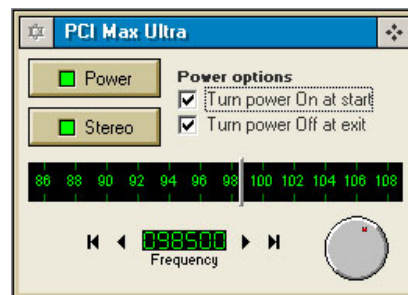 PCI Max Ultra
Power
Power options
Turn power On at start
Stereo
Turn power Off at exit
86 88 90 92 94 96 98 100 102 104 106 108
098500
Frequency